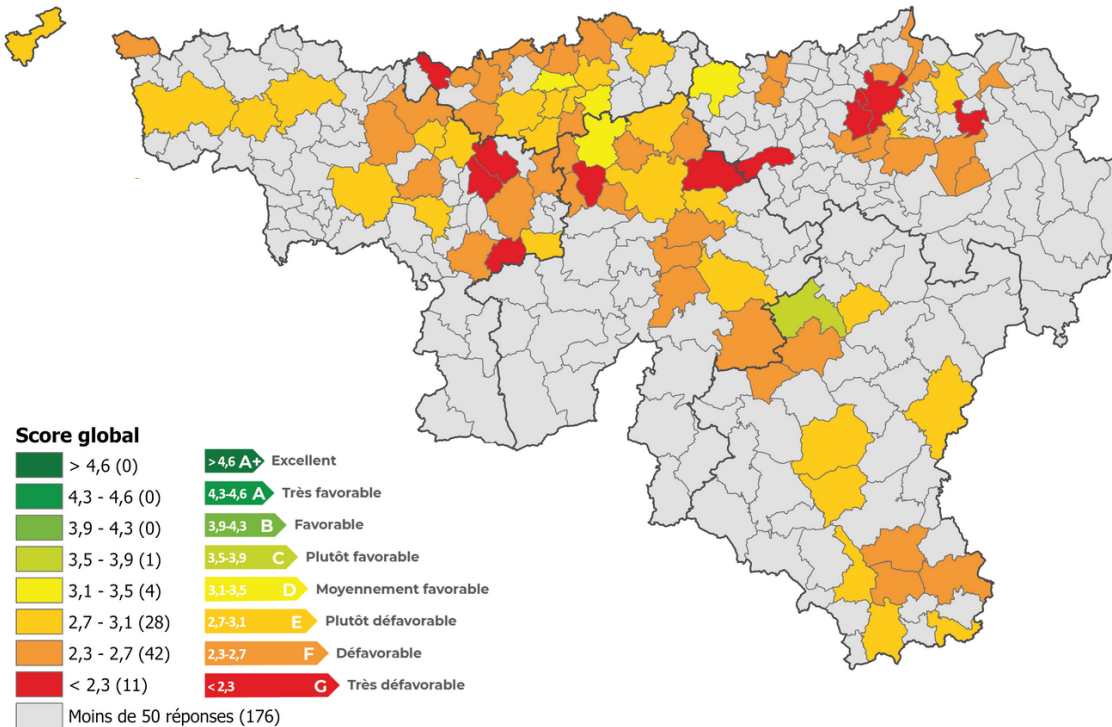 Score global
> 4,6 (0)
4,3 - 4,6 (0)
3,9 - 4,3 (0)
3,5 - 3,9 (1)
3,1 - 3,5 (4)
2,7 - 3,1 (28)
2,3 - 2,7 (42)
< 2,3 (11)
Moins de 50 réponses (176)
> 4,6 A+ Excellent
4,3-4,6 A Très favorable
3,9-4,3 B Favorable
3,5-3,9 C Plutôt favorable
3,1-3,5 D Moyennement favorable
2,7-3,1 E Plutôt défavorable
2,3-2,7 F Défavorable
< 2,3 G Très défavorable